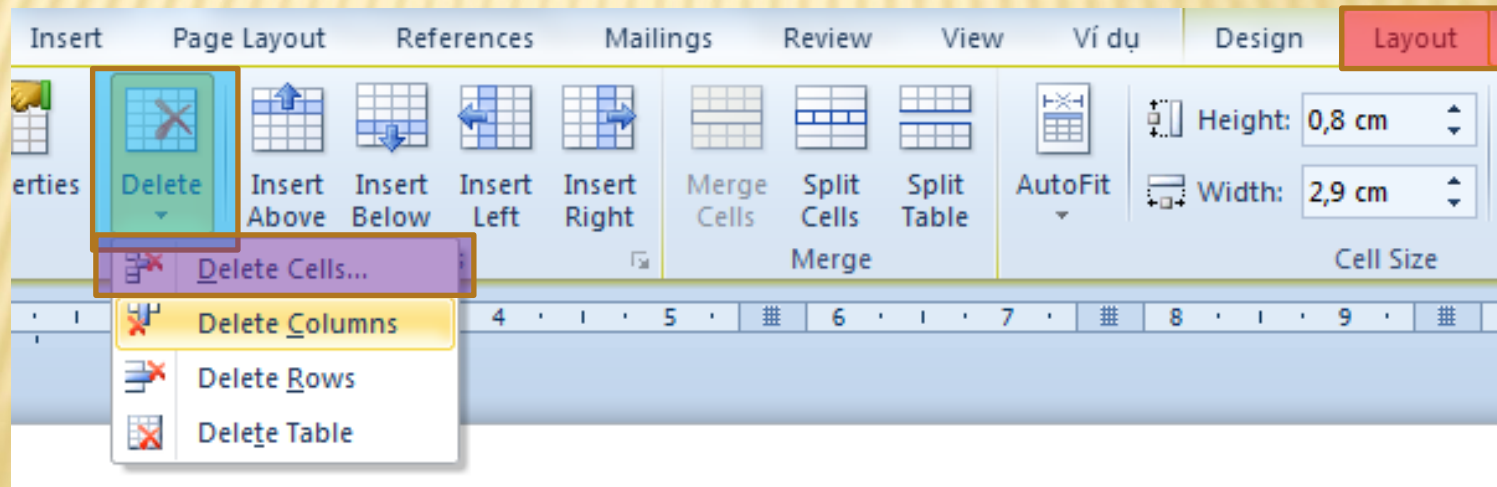 Insert Page Layout References Mailings Review View Ví dụ Design Layout
Height: 0,8 cm
erties Delete Insert Insert Insert Insert Merge Split Split AutoFit Width: 2,9 cm
Above Below Left Right Cells Cells Table
Merge Cell Size
Delete Cells...
Delete Columns
Delete Rows
Delete Table
4 5 6 7 8 9